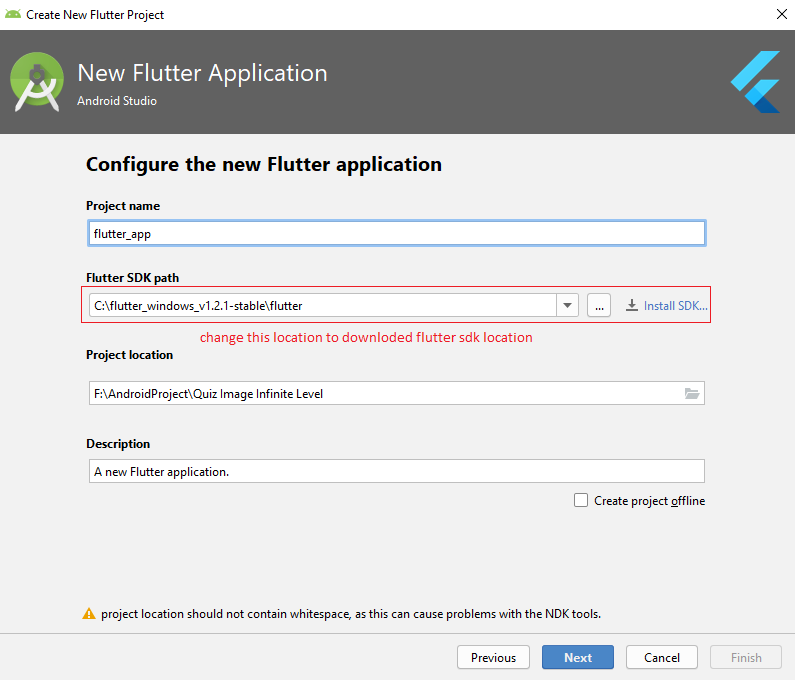 Create New Flutter Project
New Flutter Application
Android Studio
Configure the new Flutter application
Project name
flutter_app
Flutter SDK path
C:\flutter_windows_v1.2.1-stable\flutter
... Install SDK...
change this location to downloded flutter sdk location
Project location
F:\AndroidProject\Quiz Image Infinite Level
Description
A new Flutter application.
Create project offline
project location should not contain whitespace, as this can cause problems with the NDK tools.
Previous Next Cancel Finish